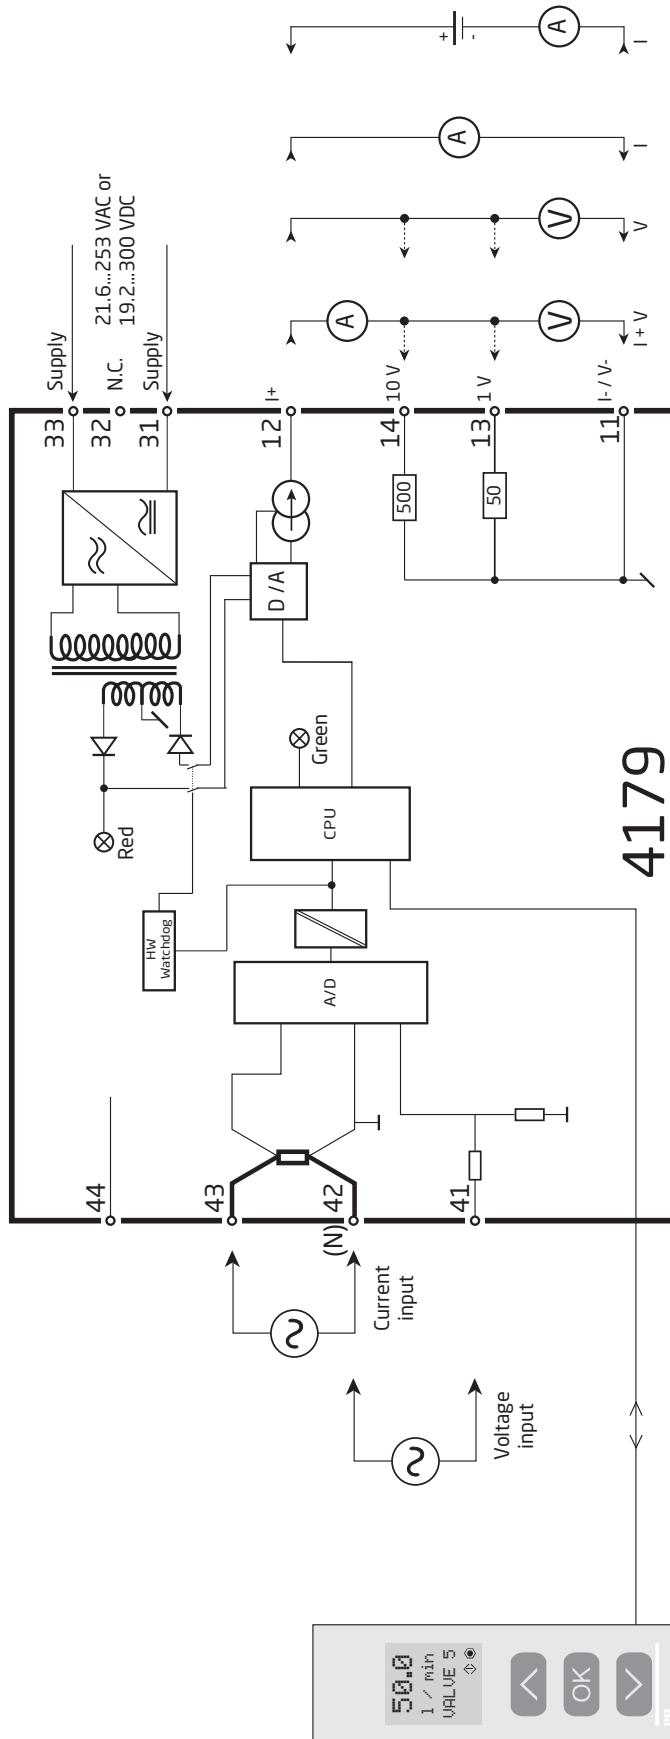 4179
44
43
42
(N)
41
Current
input
Voltage
input
HW
Watchdog
A/D
CPU
Red
Green
D/A
500
50
33
32
31
12
14
13
11
Supply
N.C.
Supply
21.6...253 VAC or
19.2...300 VDC
I+
10 V
1 V
I- / V-
A
V
I + V
V
V
A
I
+
-
A
I
50.0
l / min
VALVE 5
OK